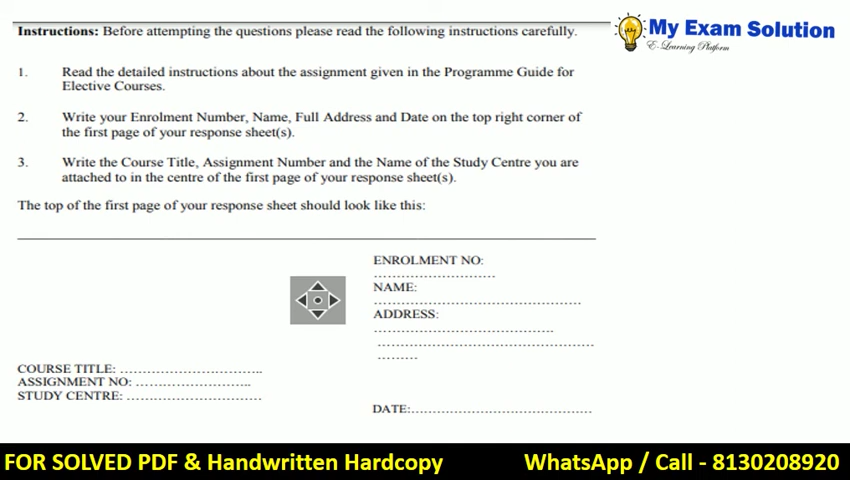 Instructions: Before attempting the questions please read the following instructions carefully.
My Exam Solution
E-Learning Platform
1. Read the detailed instructions about the assignment given in the Programme Guide for
Elective Courses.
2. Write your Enrolment Number, Name, Full Address and Date on the top right corner of
the first page of your response sheet(s).
3. Write the Course Title, Assignment Number and the Name of the Study Centre you are
attached to in the centre of the first page of your response sheet(s).
The top of the first page of your response sheet should look like this:
ENROLMENT NO:
..............................
NAME:
....................................................
ADDRESS:
.............................................
......................................................
.........
COURSE TITLE: ...................................
ASSIGNMENT NO: ............................
STUDY CENTRE: .................................
DATE:.............................................
FOR SOLVED PDF & Handwritten Hardcopy WhatsApp / Call - 8130208920